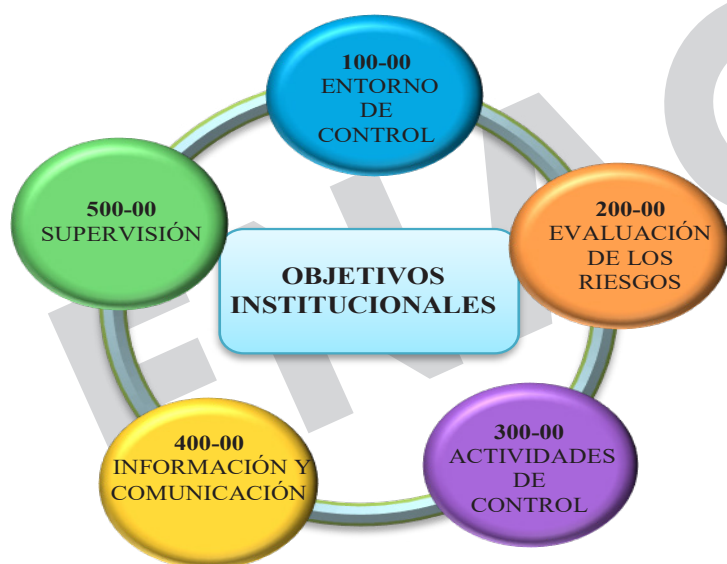 100-00
ENTORNO
DE
CONTROL
200-00
EVALUACIÓN
DE LOS
RIESGOS
300-00
ACTIVIDADES
DE
CONTROL
400-00
INFORMACIÓN Y
COMUNICACIÓN
500-00
SUPERVISIÓN
OBJETIVOS
INSTITUCIONALES